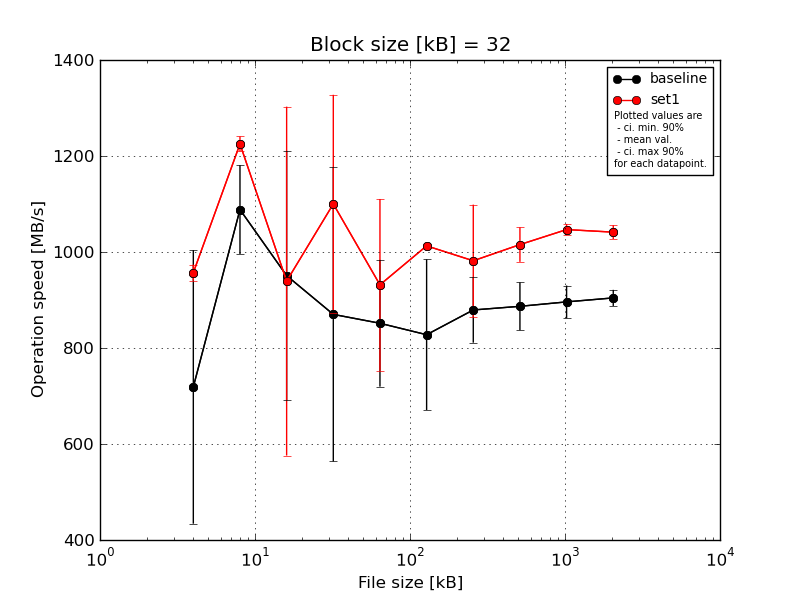 Block size [kB] = 32
baseline
set1
Plotted values are
- ci. min. 90%
- mean val.
- ci. max 90%
for each datapoint.
Operation speed [MB/s]
1400
1200
1000
800
600
400
10^0 10^1 10^2 10^3 10^4
File size [kB]